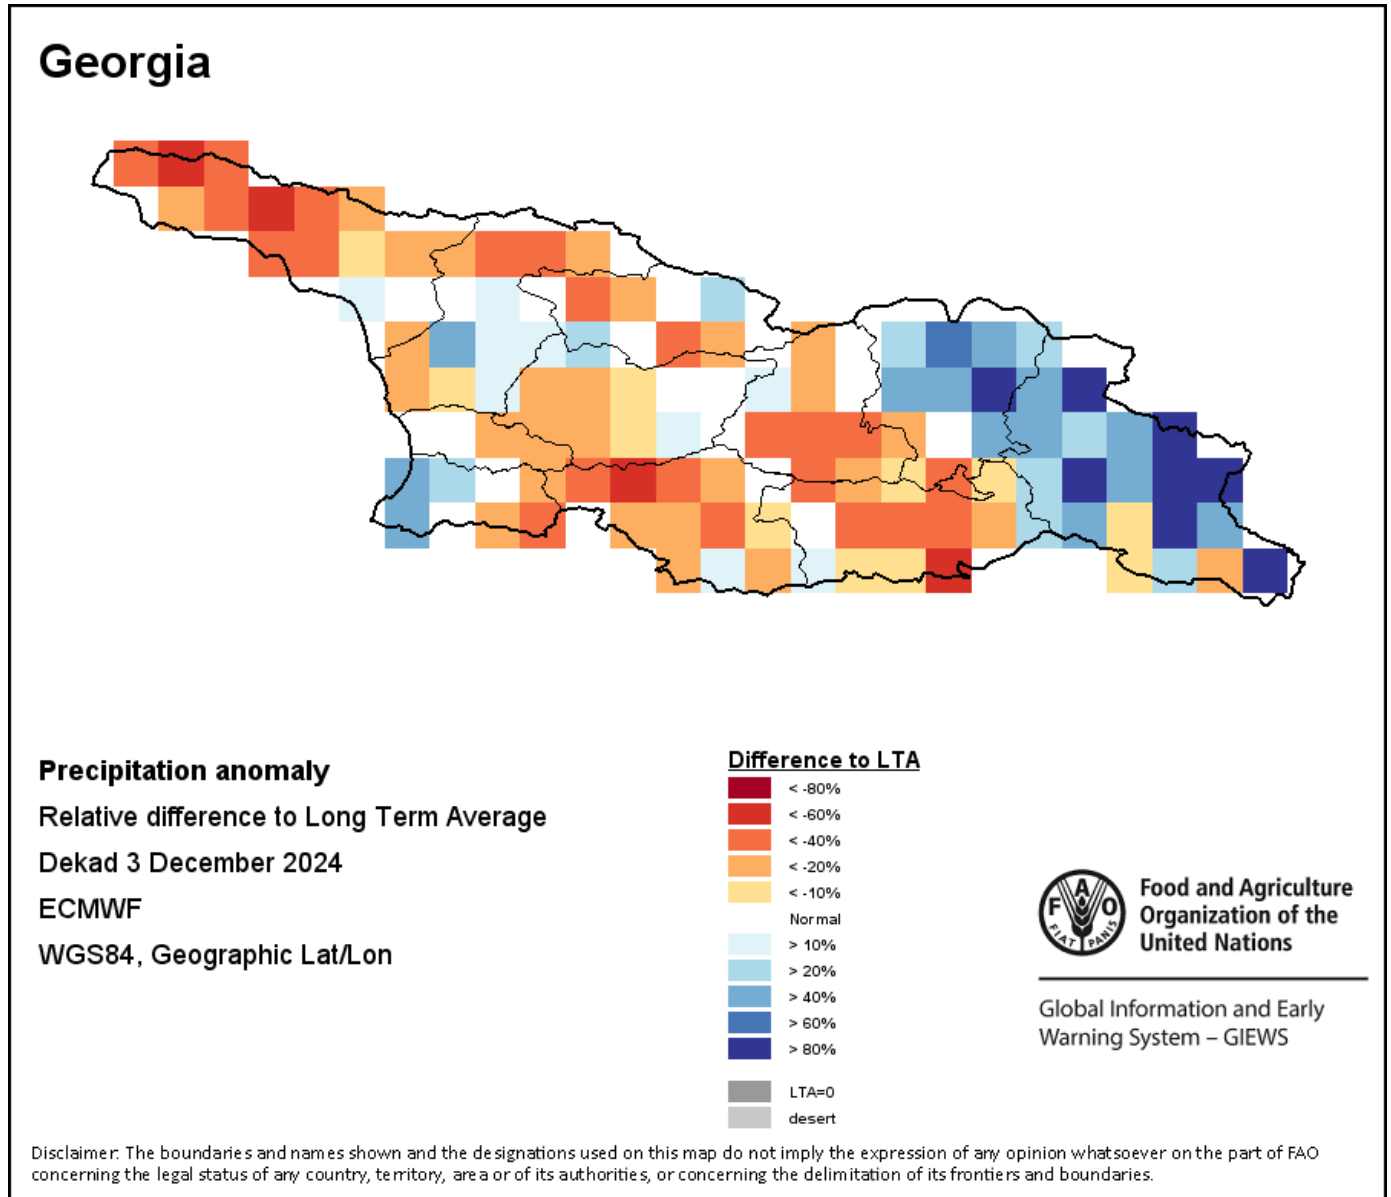 Georgia
Precipitation anomaly
Relative difference to Long Term Average
Dekad 3 December 2024
ECMWF
WGS84, Geographic Lat/Lon
Difference to LTA
< -80%
< -60%
< -40%
< -20%
< -10%
Normal
> 10%
> 20%
> 40%
> 60%
> 80%
LTA=0
desert
F A O
FIAT PANIS
Food and Agriculture
Organization of the
United Nations
Global Information and Early
Warning System – GIEWS
Disclaimer: The boundaries and names shown and the designations used on this map do not imply the expression of any opinion whatsoever on the part of FAO
concerning the legal status of any country, territory, area or of its authorities, or concerning the delimitation of its frontiers and boundaries.